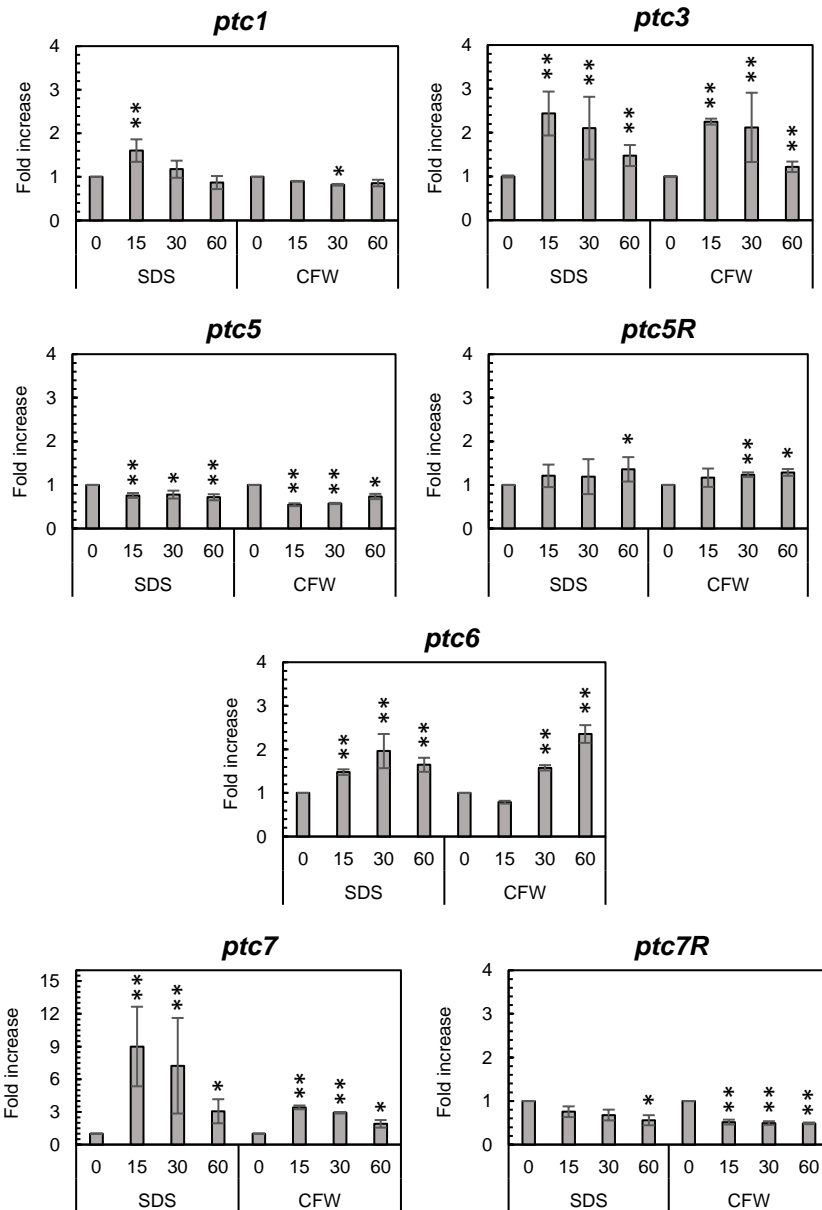 ptc1
Fold increase
4
3
2
1
0
**
*
0 15 30 60 0 15 30 60
SDS CFW
ptc3
Fold increase
4
3
2
1
0
** ** ** ** ** **
0 15 30 60 0 15 30 60
SDS CFW
ptc5
Fold increase
4
3
2
1
0
** * ** ** ** *
0 15 30 60 0 15 30 60
SDS CFW
ptc5R
Fold increase
4
3
2
1
0
* ** *
0 15 30 60 0 15 30 60
SDS CFW
ptc6
Fold increase
4
3
2
1
0
** ** ** ** **
0 15 30 60 0 15 30 60
SDS CFW
ptc7
Fold increase
15
12
9
6
3
0
** ** * ** ** *
0 15 30 60 0 15 30 60
SDS CFW
ptc7R
Fold increase
4
3
2
1
0
* ** ** **
0 15 30 60 0 15 30 60
SDS CFW